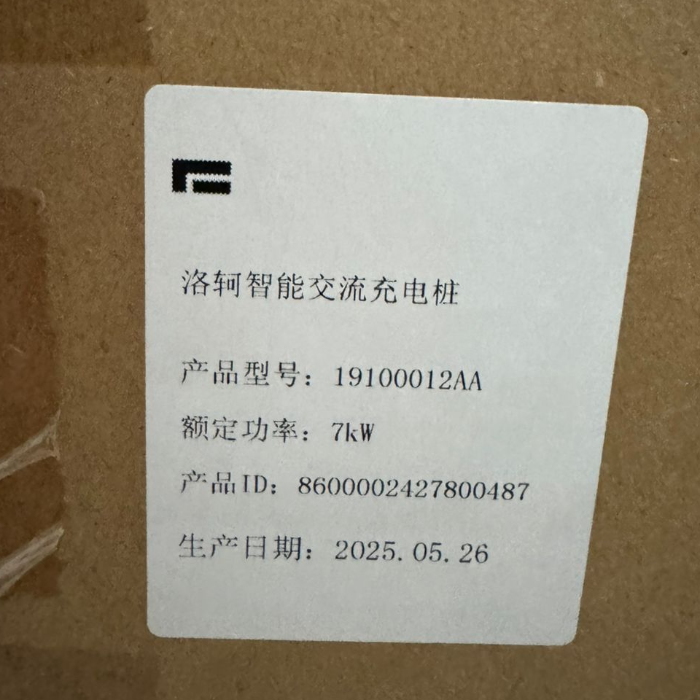 洛轲智能交流充电桩
产品型号：19100012AA
额定功率：7kW
产品ID：8600002427800487
生产日期：2025.05.26